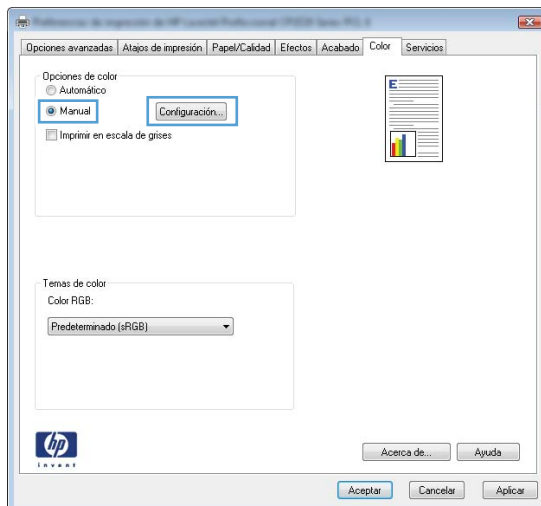 Opciones avanzadas Atajos de impresión Papel/Calidad Efectos Acabado Color Servicios
Opciones de color
Automático
Manual Configuración...
Imprimir en escala de grises
E
Temas de color
Color RGB:
Predeterminado (sRGB)
hp
invent
Acerca de... Ayuda
Aceptar Cancelar Aplicar